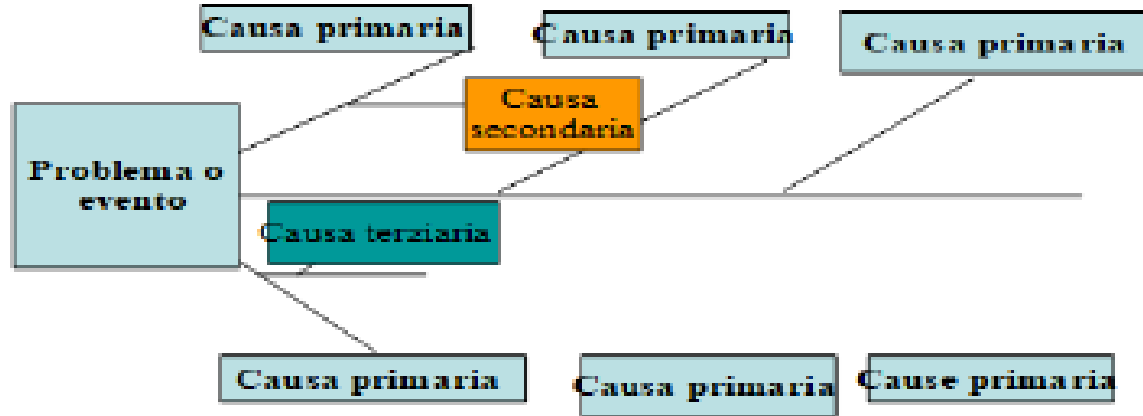 Causa primaria
Causa primaria
Causa primaria
Causa
secondaria
Problema o
evento
Causa terziaria
Causa primaria
Causa primaria
Cause primaria